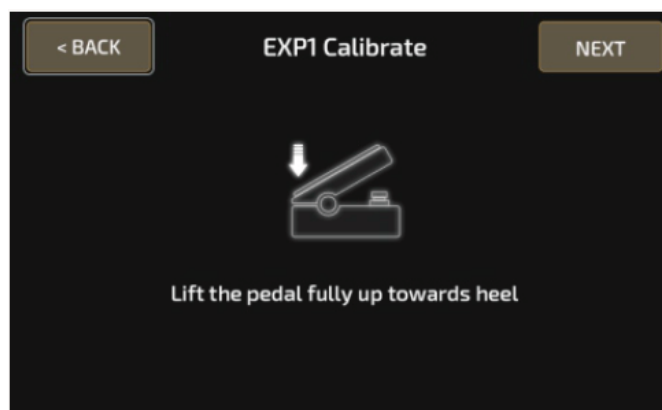 < BACK
EXP1 Calibrate
NEXT
Lift the pedal fully up towards heel